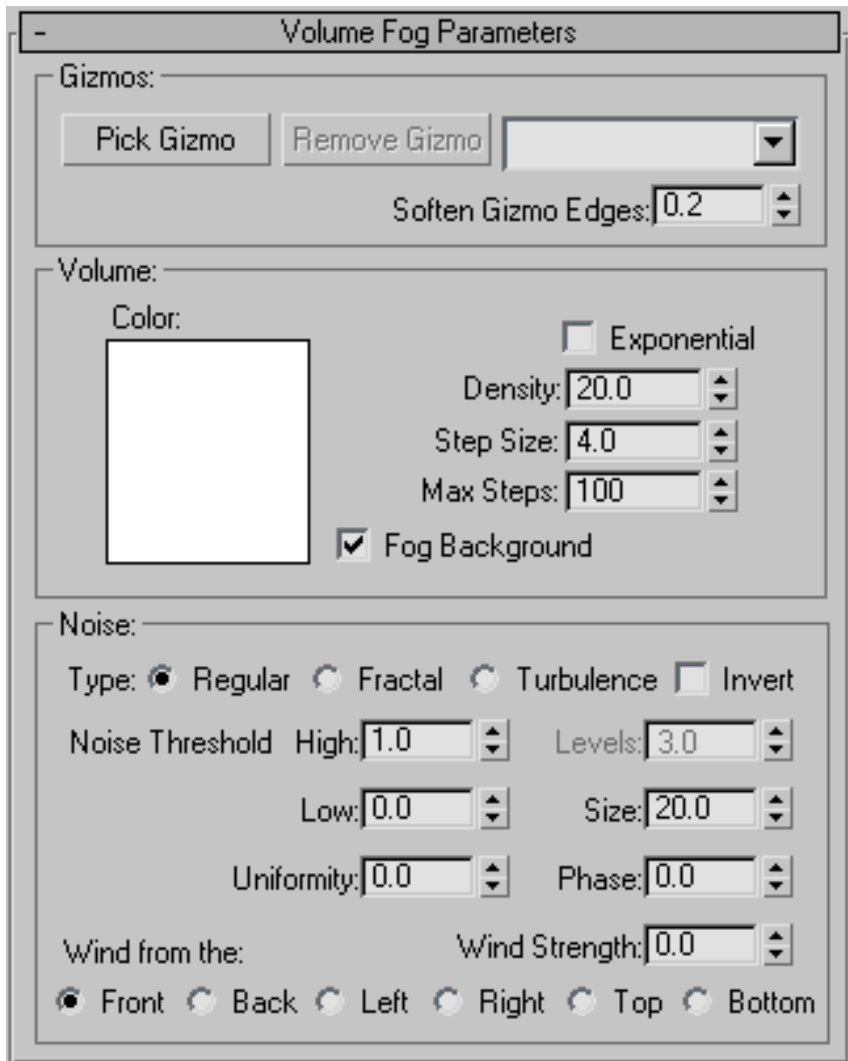 - Volume Fog Parameters
Gizmos:
Pick Gizmo Remove Gizmo
Soften Gizmo Edges: 0.2
Volume:
Color:
Exponential
Density: 20.0
Step Size: 4.0
Max Steps: 100
Fog Background
Noise:
Type: Regular Fractal Turbulence Invert
Noise Threshold High: 1.0 Levels: 3.0
Low: 0.0 Size: 20.0
Uniformity: 0.0 Phase: 0.0
Wind from the: Wind Strength: 0.0
Front Back Left Right Top Bottom